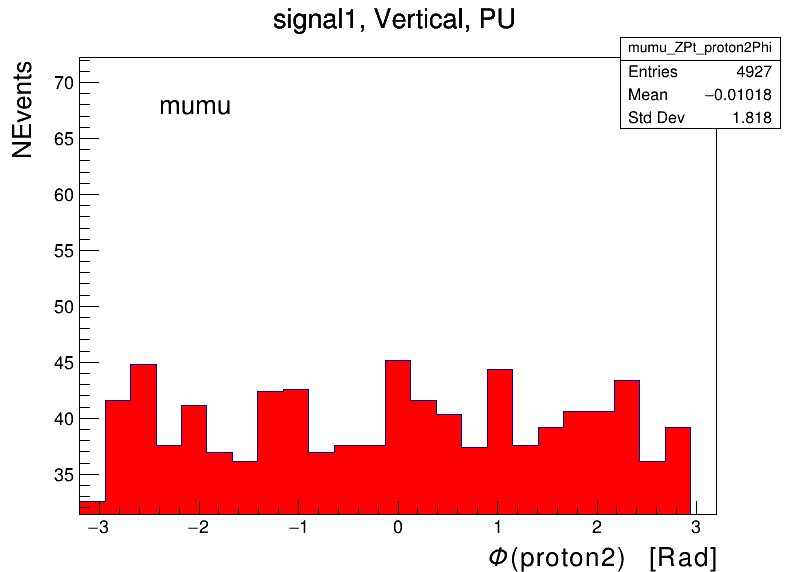 signal1, Vertical, PU
mumu_ZPt_proton2Phi
Entries 4927
Mean −0.01018
Std Dev 1.818
NEvents
mumu
70
65
60
55
50
45
40
35
−3 −2 −1 0 1 2 3
Φ(proton2) [Rad]